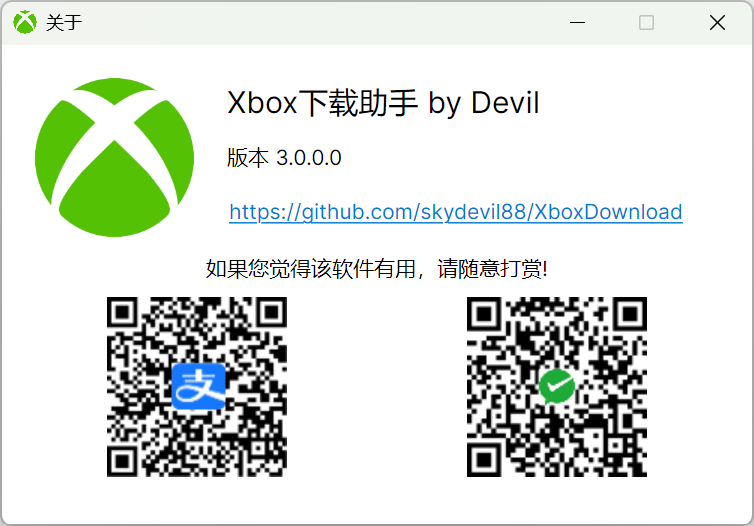 关于
Xbox下载助手 by Devil
版本 3.0.0.0
https://github.com/skydevil88/XboxDownload
如果您觉得该软件有用，请随意打赏!
支